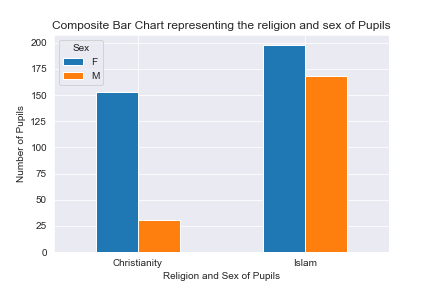 Composite Bar Chart representing the religion and sex of Pupils
Sex
F
M
200
175
150
125
100
75
50
25
0
Number of Pupils
Christianity
Islam
Religion and Sex of Pupils